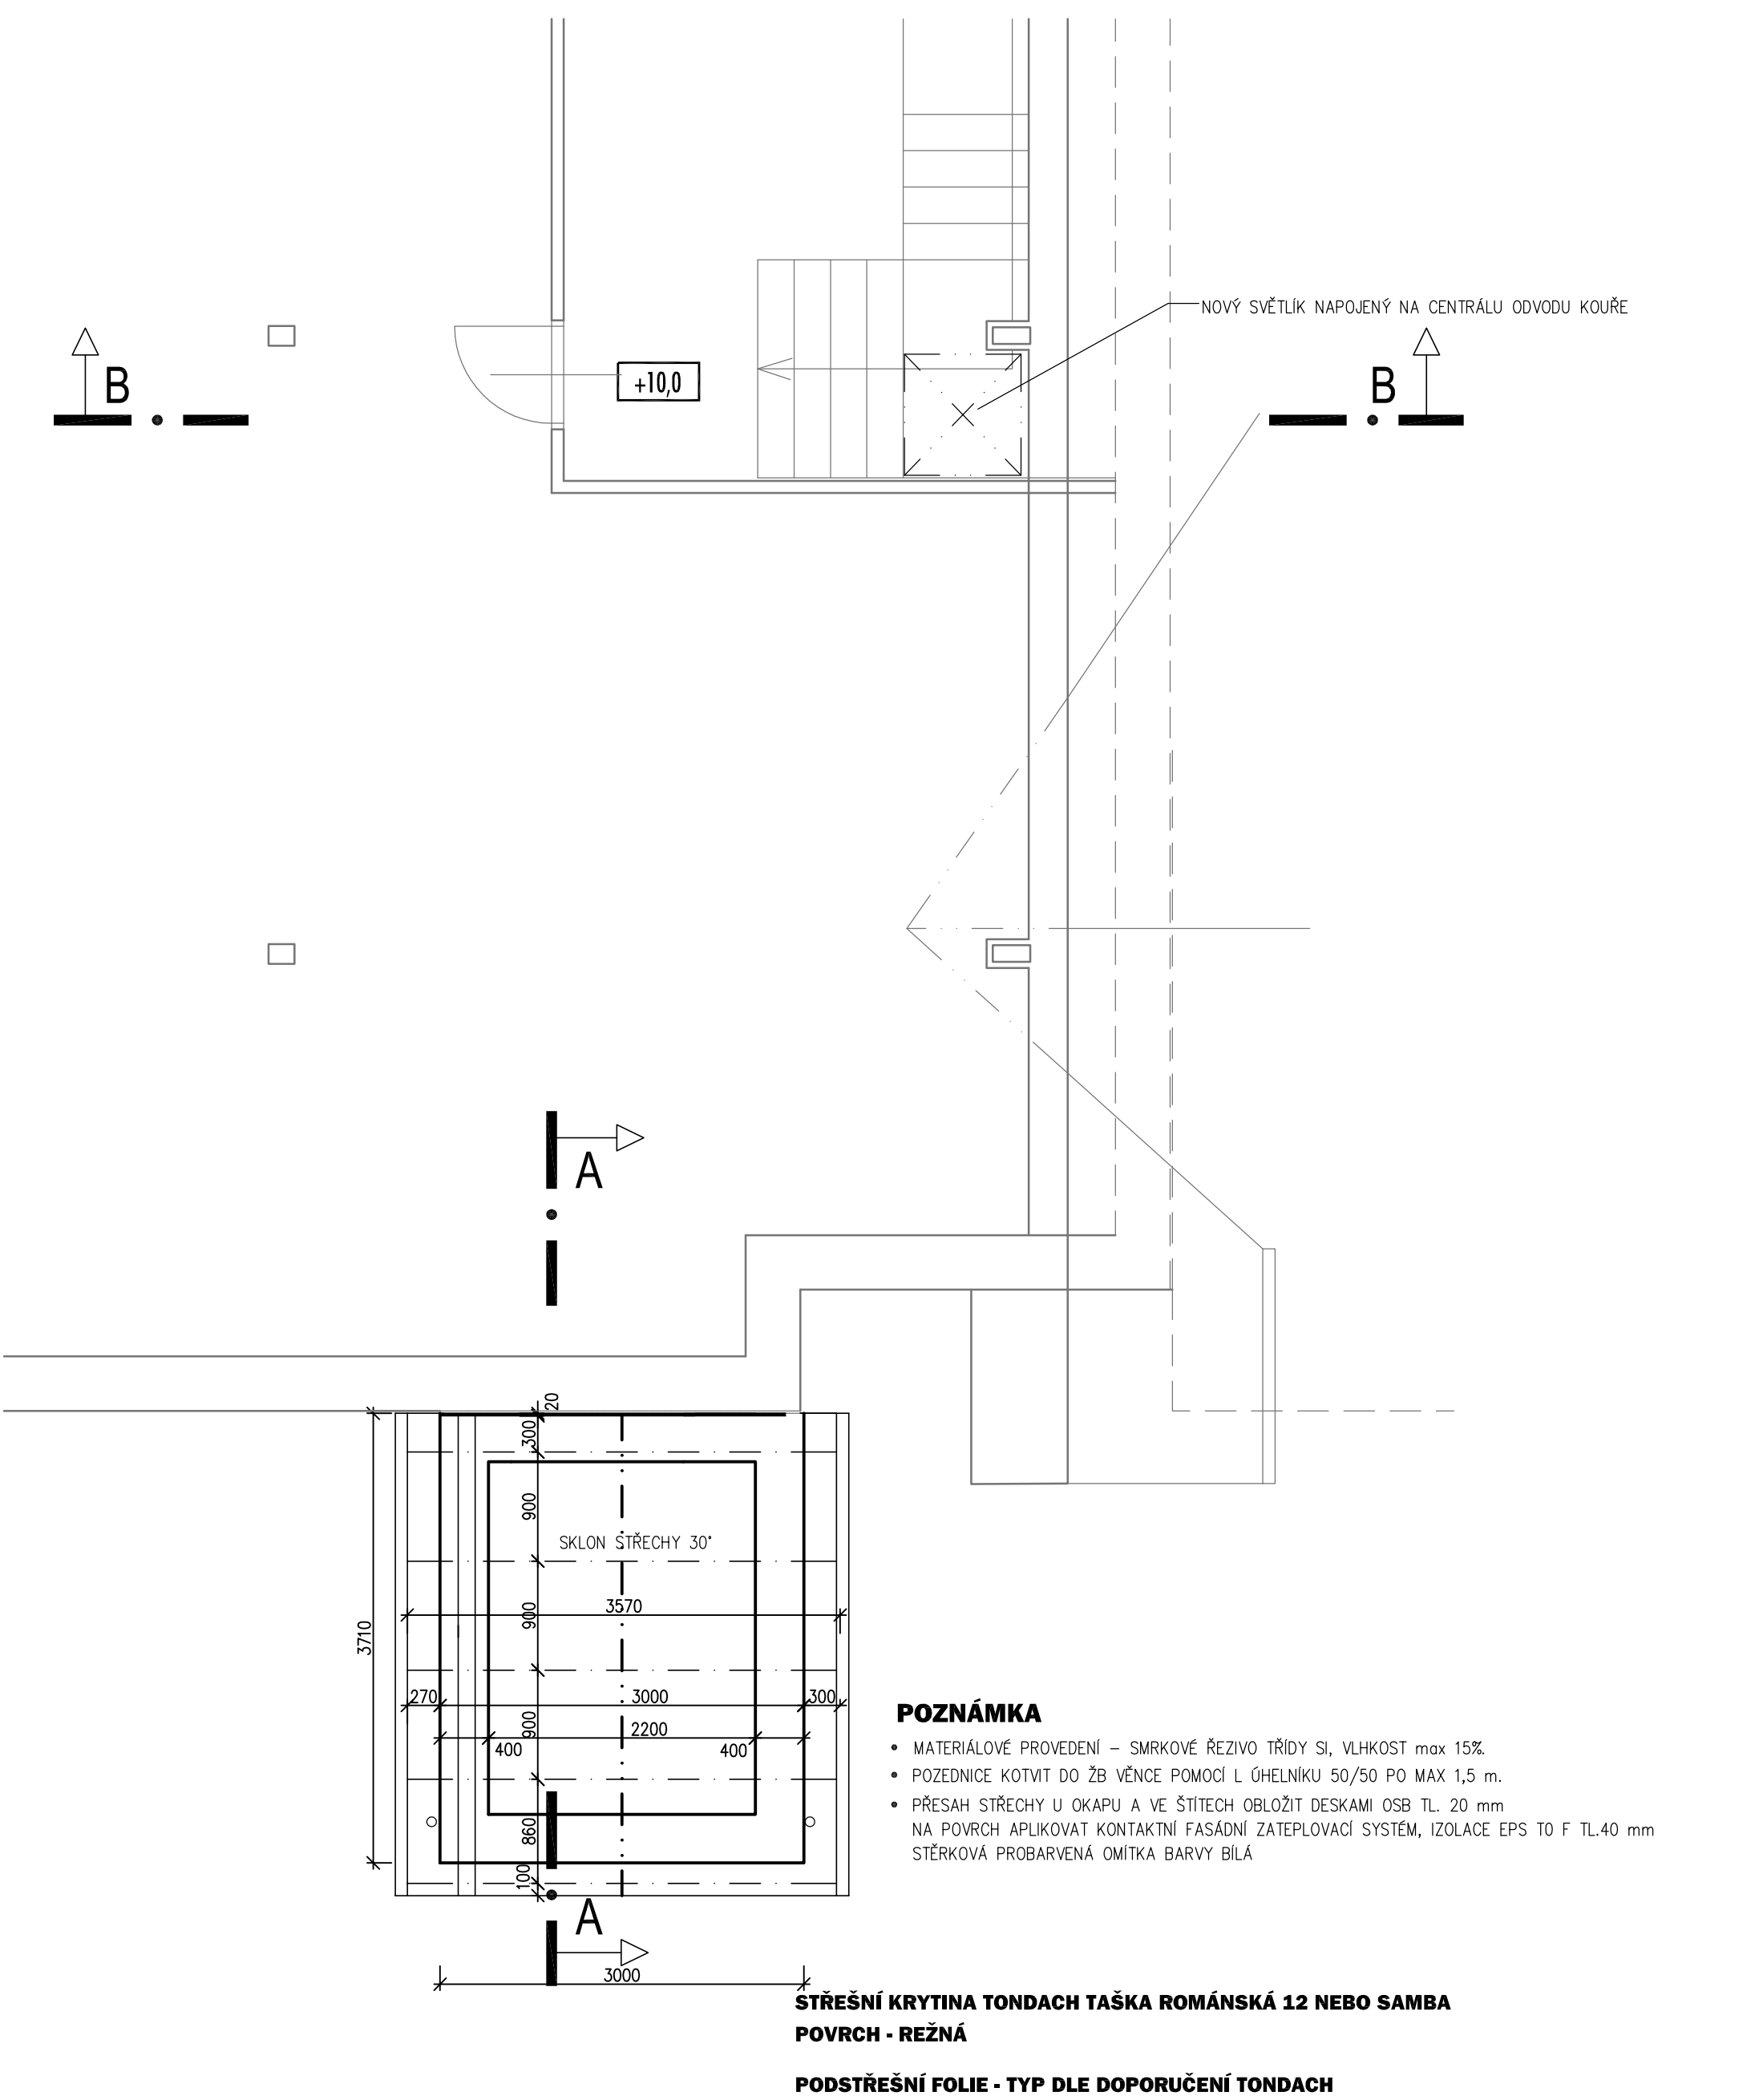 NOVÝ SVĚTLÍK NAPOJENÝ NA CENTRÁLU ODVODU KOUŘE
B
B
+10,0
A
20
300
900
SKLON STŘECHY 30°
900
3570
3710
270
3000
300
900
2200
400
400
860
100
A
3000
POZNÁMKA
• MATERIÁLOVÉ PROVEDENÍ – SMRKOVÉ ŘEZIVO TŘÍDY SI, VLHKOST max 15%.
• POZEDNICE KOTVIT DO ŽB VĚNCE POMOCÍ L ÚHELNÍKU 50/50 PO MAX 1,5 m.
• PŘESAH STŘECHY U OKAPU A VE ŠTÍTECH OBLOŽIT DESKAMI OSB TL. 20 mm
NA POVRCH APLIKOVAT KONTAKTNÍ FASÁDNÍ ZATEPLOVACÍ SYSTÉM, IZOLACE EPS T0 F TL.40 mm
STĚRKOVÁ PROBARVENÁ OMÍTKA BARVY BÍLÁ
STŘEŠNÍ KRYTINA TONDACH TAŠKA ROMÁNSKÁ 12 NEBO SAMBA
POVRCH - REŽNÁ
PODSTŘEŠNÍ FOLIE - TYP DLE DOPORUČENÍ TONDACH